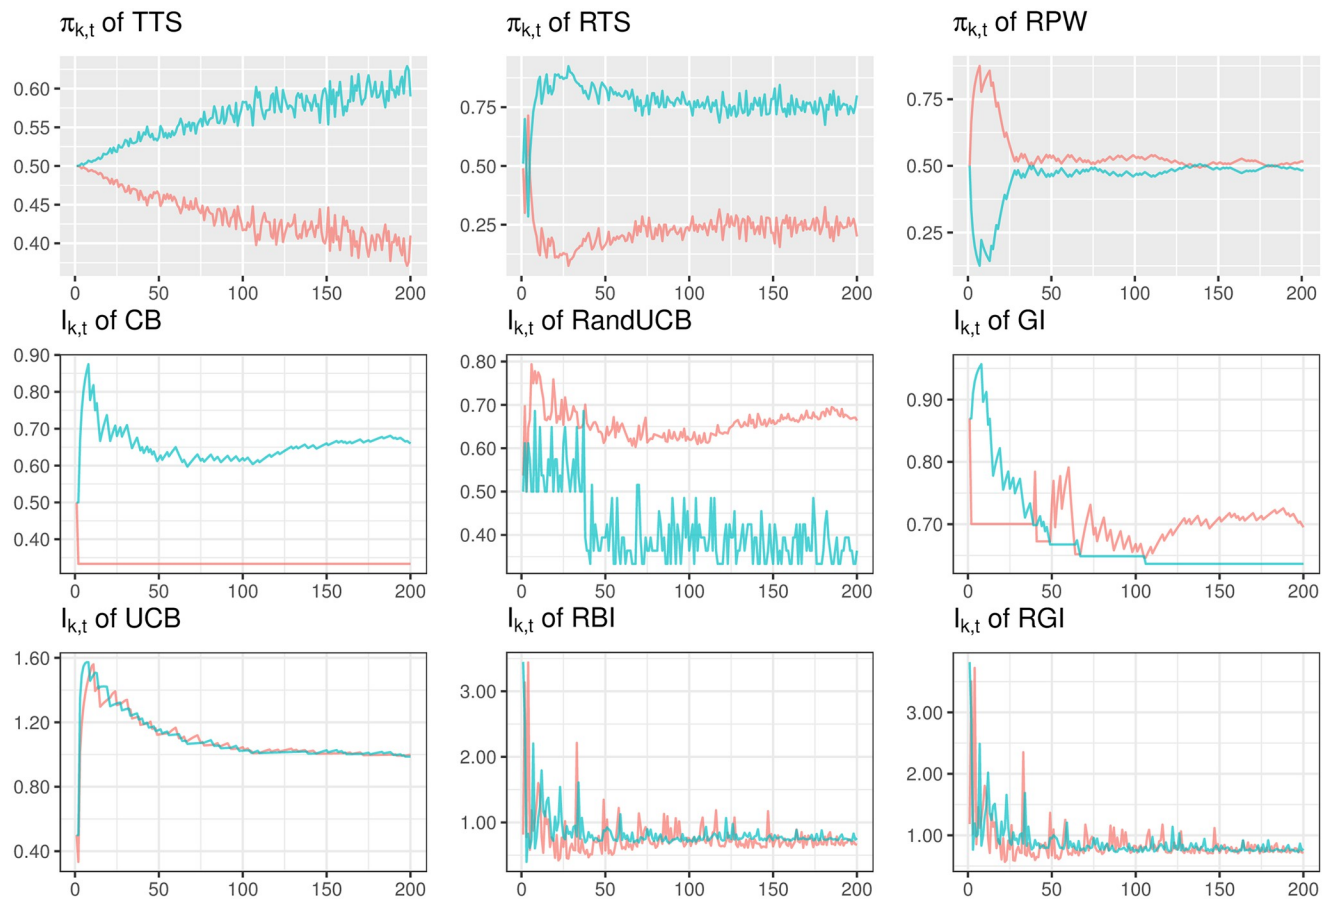 πk,t of TTS
πk,t of RTS
πk,t of RPW
0.60
0.55
0.50
0.45
0.40
0 50 100 150 200
0.75
0.50
0.25
0 50 100 150 200
0.75
0.50
0.25
0 50 100 150 200
Ik,t of CB
Ik,t of RandUCB
Ik,t of GI
0.90
0.80
0.70
0.60
0.50
0.40
0 50 100 150 200
0.80
0.70
0.60
0.50
0.40
0 50 100 150 200
0.90
0.80
0.70
0 50 100 150 200
Ik,t of UCB
Ik,t of RBI
Ik,t of RGI
1.60
1.20
0.80
0.40
0 50 100 150 200
3.00
2.00
1.00
0 50 100 150 200
3.00
2.00
1.00
0 50 100 150 200